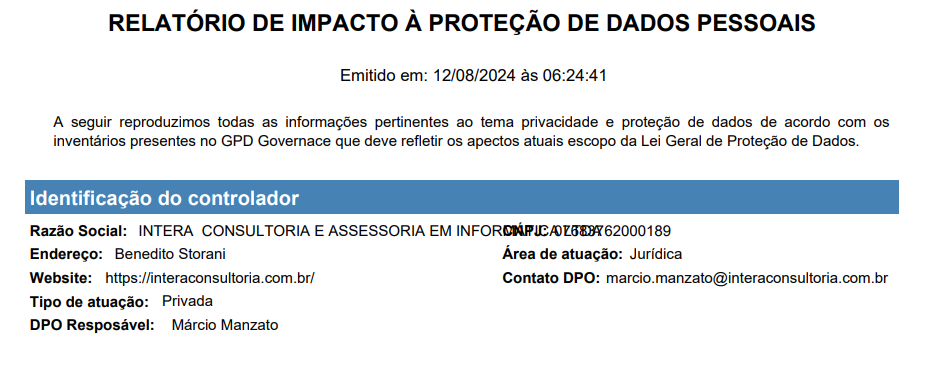 RELATÓRIO DE IMPACTO À PROTEÇÃO DE DADOS PESSOAIS
Emitido em: 12/08/2024 às 06:24:41
A seguir reproduzimos todas as informações pertinentes ao tema privacidade e proteção de dados de acordo com os
inventários presentes no GPD Governace que deve refletir os apectos atuais escopo da Lei Geral de Proteção de Dados.
Identificação do controlador
Razão Social: INTERA CONSULTORIA E ASSESSORIA EM INFORMÁTICA LTDA CNPJ: 07683762000189
Endereço: Benedito Storani Área de atuação: Jurídica
Website: https://interaconsultoria.com.br/ Contato DPO: marcio.manzato@interaconsultoria.com.br
Tipo de atuação: Privada
DPO Resposável: Márcio Manzato